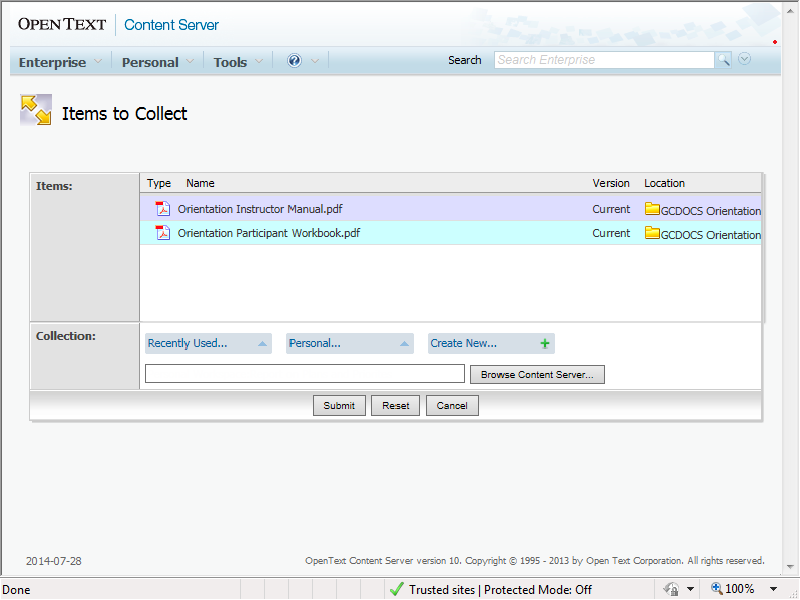 OPEN TEXT Content Server
Enterprise Personal Tools ? Search Search Enterprise
Items to Collect
Items: Type Name Version Location
Orientation Instructor Manual.pdf Current GCDOCS Orientation
Orientation Participant Workbook.pdf Current GCDOCS Orientation
Collection: Recently Used... Personal... Create New...
Browse Content Server...
Submit Reset Cancel
2014-07-28 OpenText Content Server version 10. Copyright © 1995 - 2013 by Open Text Corporation. All rights reserved.
Done Trusted sites | Protected Mode: Off 100%